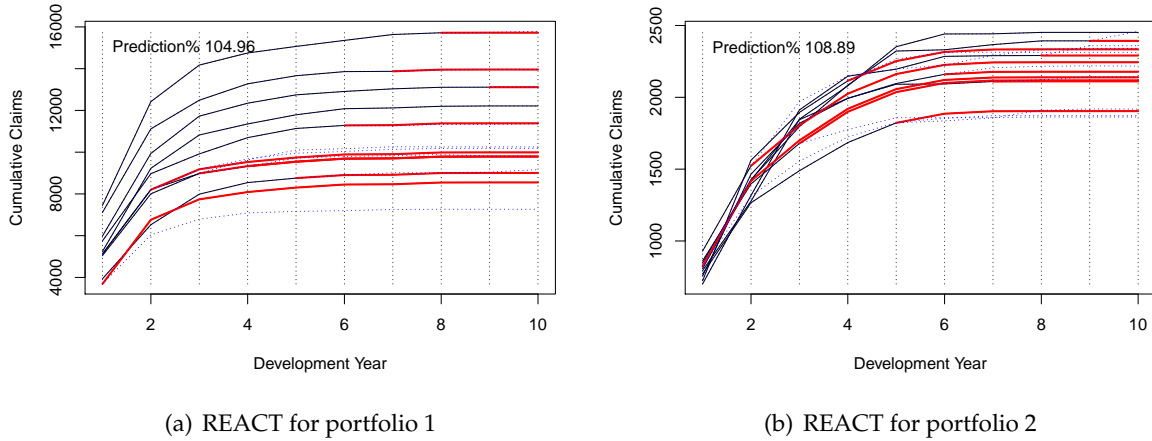 Prediction% 104.96
Cumulative Claims
4000
8000
12000
16000
2
4
6
8
10
Development Year
(a) REACT for portfolio 1
Prediction% 108.89
Cumulative Claims
1000
1500
2000
2500
2
4
6
8
10
Development Year
(b) REACT for portfolio 2